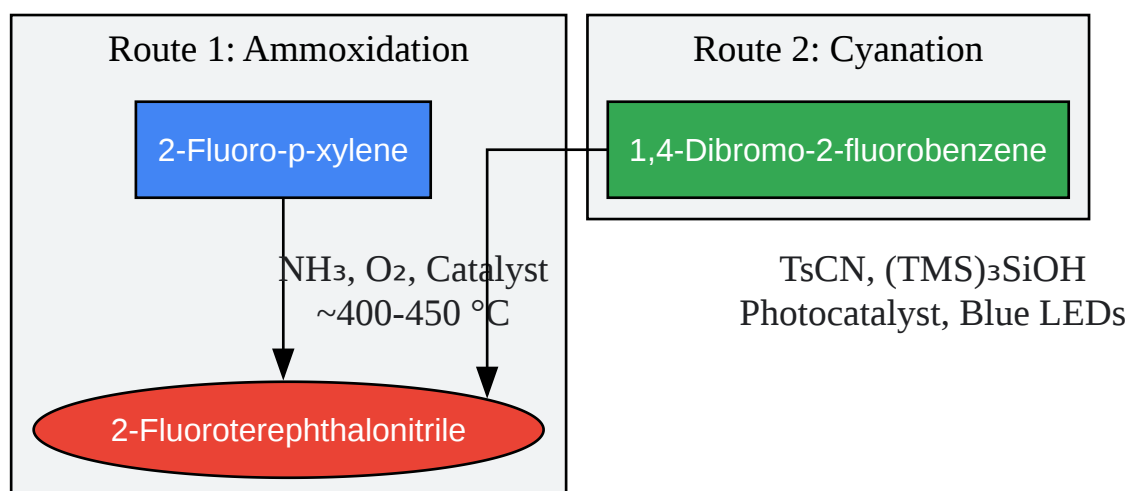 Route 1: Ammoxidation
Route 2: Cyanation
2-Fluoro-p-xylene
1,4-Dibromo-2-fluorobenzene
NH₃, O₂, Catalyst
~400-450 °C
TsCN, (TMS)₃SiOH
Photocatalyst, Blue LEDs
2-Fluoroterephthalonitrile